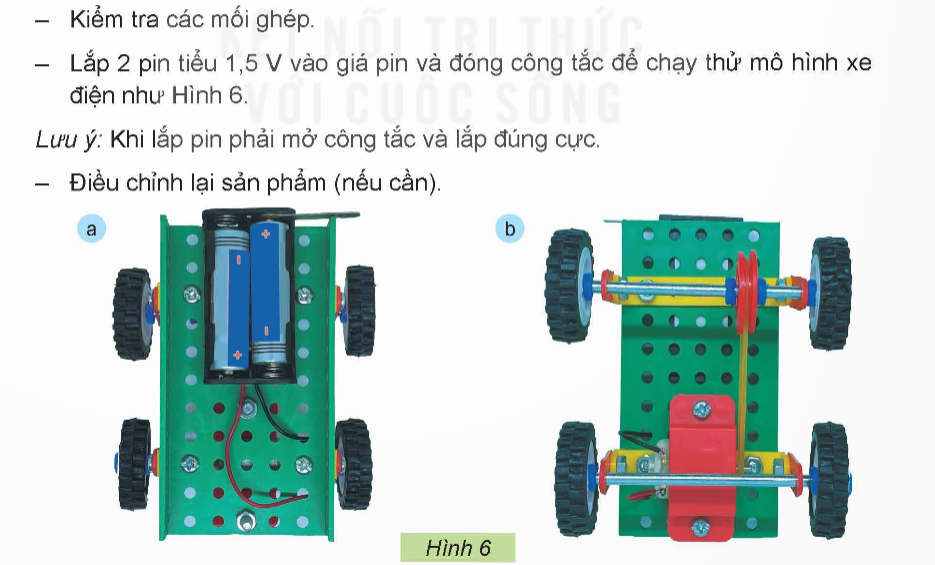 KẾT NỐI TRI THỨC
VỚI CUỘC SỐNG
– Kiểm tra các mối ghép.
– Lắp 2 pin tiểu 1,5 V vào giá pin và đóng công tắc để chạy thử mô hình xe
điện như Hình 6.
Lưu ý: Khi lắp pin phải mở công tắc và lắp đúng cực.
– Điều chỉnh lại sản phẩm (nếu cần).
a
b
Hình 6